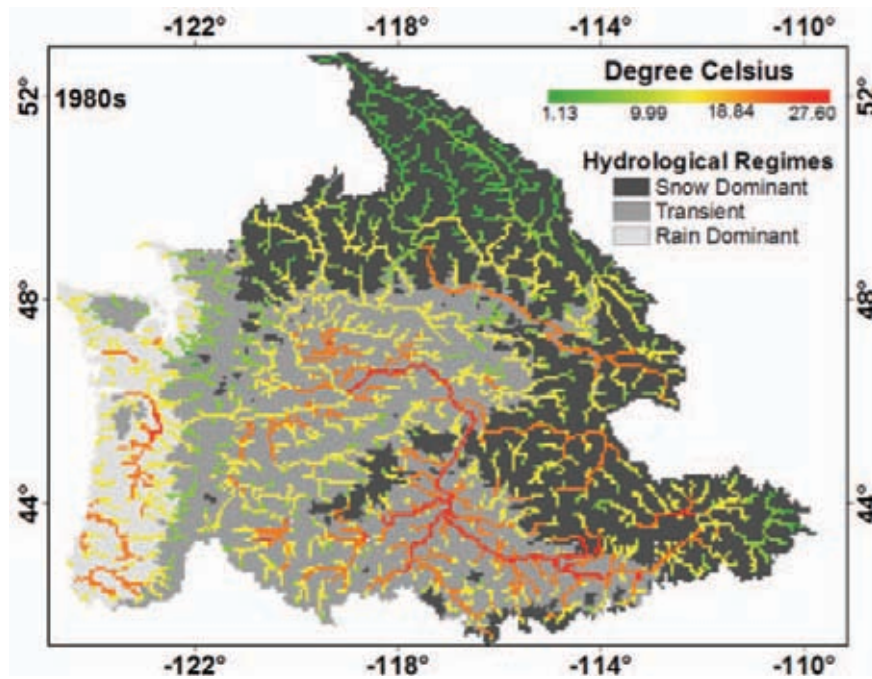 -122° -118° -114° -110°
52° 52°
1980s
Degree Celsius
1.13 9.99 18.84 27.60
Hydrological Regimes
Snow Dominant
Transient
Rain Dominant
48° 48°
44° 44°
-122° -118° -114° -110°